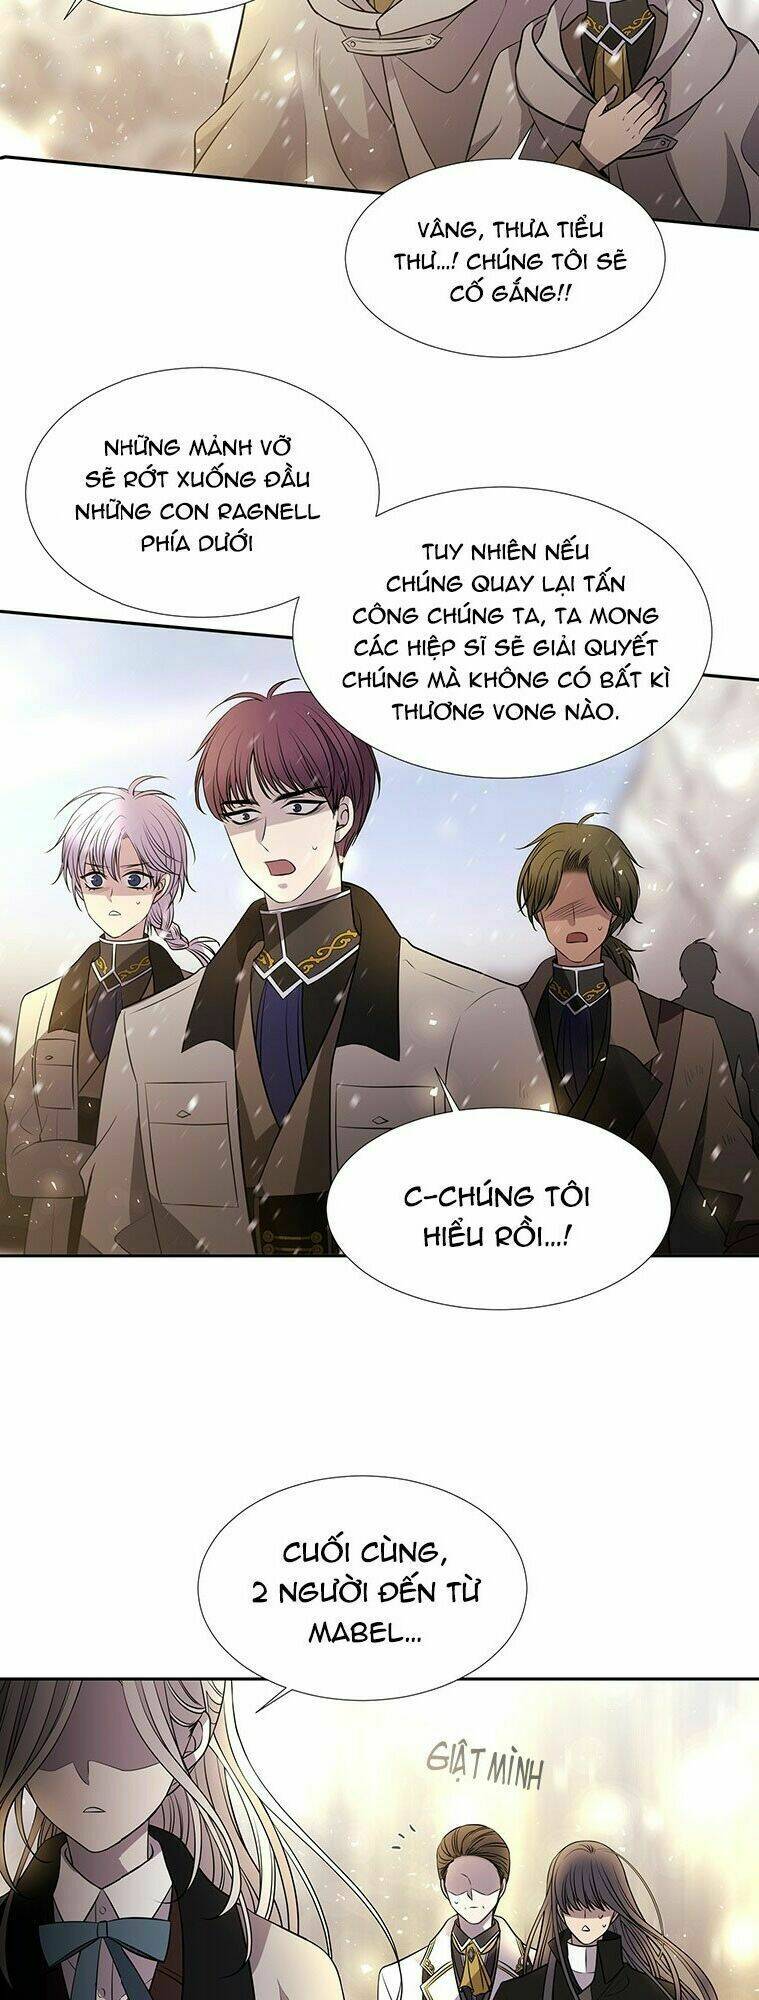 VÂNG, THƯA TIỂU
THƯ...! CHÚNG TÔI SẼ
CỐ GẮNG!!
NHỮNG MẢNH VỠ
SẼ RỚT XUỐNG ĐẦU
NHỮNG CON RAGNELL
PHÍA DƯỚI
TUY NHIÊN NẾU
CHÚNG QUAY LẠI TẤN
CÔNG CHÚNG TA, TA MONG
CÁC HIỆP SĨ SẼ GIẢI QUYẾT
CHÚNG MÀ KHÔNG CÓ BẤT KÌ
THƯƠNG VONG NÀO.
C-CHÚNG TÔI
HIỂU RỒI...!
CUỐI CÙNG,
2 NGƯỜI ĐẾN TỪ
MABEL...
GIẬT MÌNH